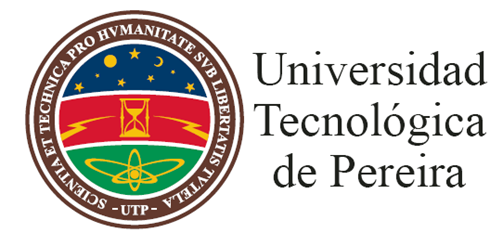 SCIENTIA ET TECHNICA PRO HVMANITATE SVB LIBERTATIS TVTELA
- UTP -
Universidad
Tecnológica
de Pereira